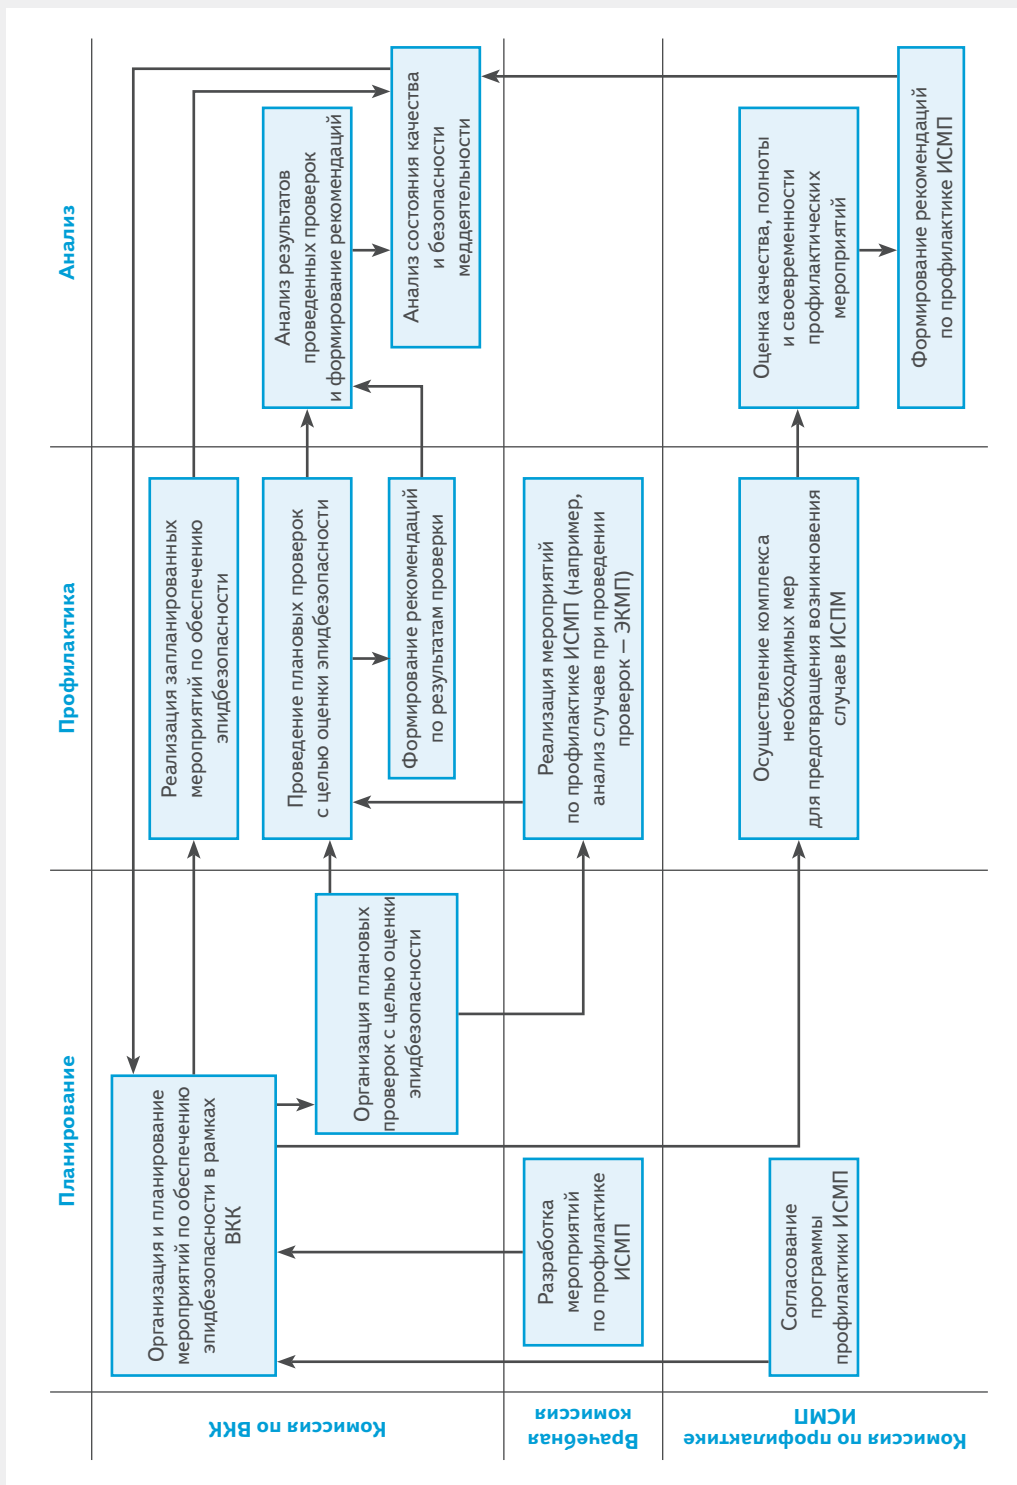 Планирование
Профилактика
Анализ
Комиссия по ВКК
Организация и планирование
мероприятий по обеспечению
эпидбезопасности в рамках
ВКК
Организация плановых
проверок с целью оценки
эпидбезопасности
Реализация запланированных
мероприятий по обеспечению
эпидбезопасности
Проведение плановых проверок
с целью оценки эпидбезопасности
Формирование рекомендаций
по результатам проверки
Анализ результатов
проведенных проверок
и формирование рекомендаций
Анализ состояния качества
и безопасности
меддеятельности
Врачебная
комиссия
Разработка
мероприятий
по профилактике
ИСМП
Реализация мероприятий
по профилактике ИСМП (например,
анализ случаев при проведении
проверок — ЭКМП)
Комиссия по профилактике
ИСМП
Согласование
программы
профилактики ИСМП
Осуществление комплекса
необходимых мер
для предотвращения возникновения
случаев ИСПМ
Оценка качества, полноты
и своевременности
профилактических
мероприятий
Формирование рекомендаций
по профилактике ИСМП